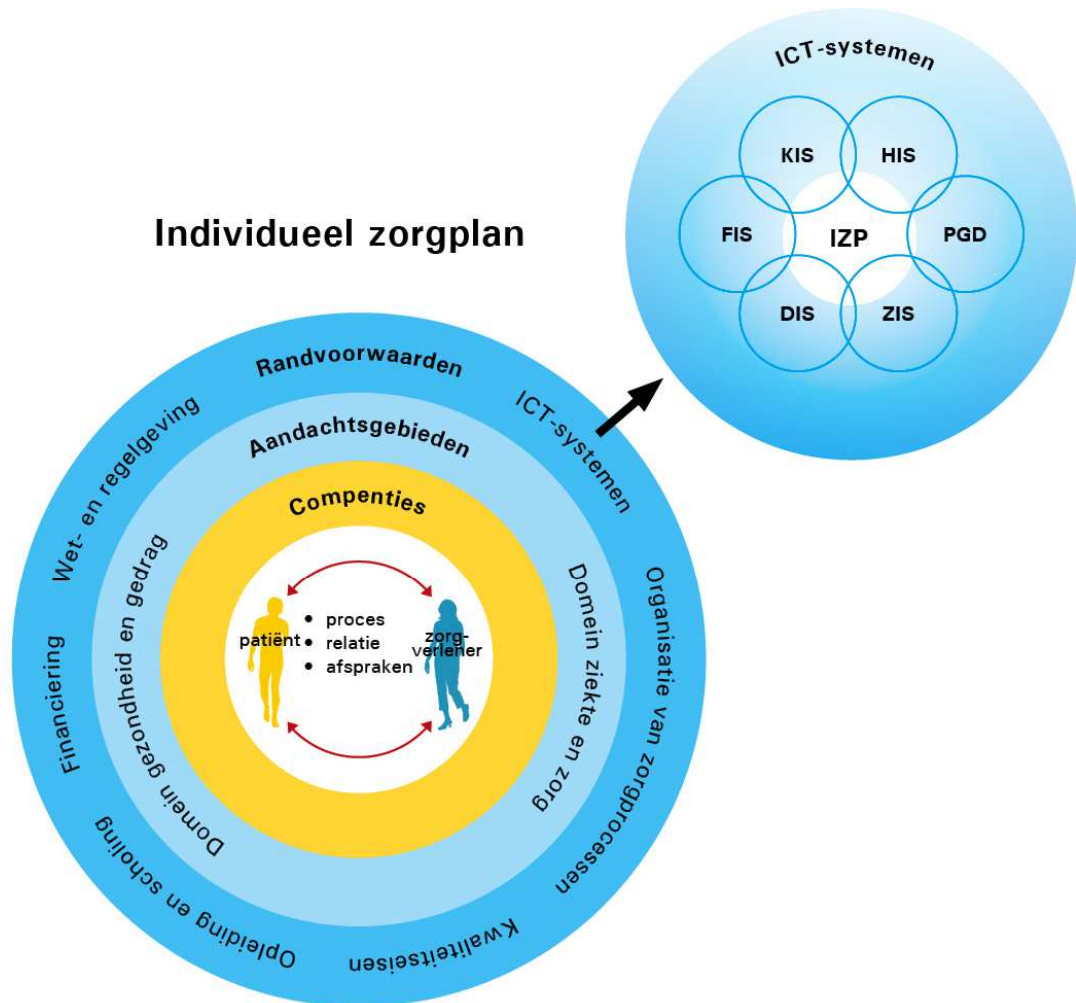 ICT-systemen
KIS
HIS
FIS
IZP
PGD
DIS
ZIS
Individueel zorgplan
Randvoorwaarden
Wet- en regelgeving
ICT-systemen
Financiering
Organisatie van zorgprocessen
Opleiding en scholing
Kwaliteitseisen
Aandachtsgebieden
Domein gezondheid en gedrag
Domein ziekte en zorg
Compenties
patiënt
• proces
• relatie
• afspraken
zorg-
verlener